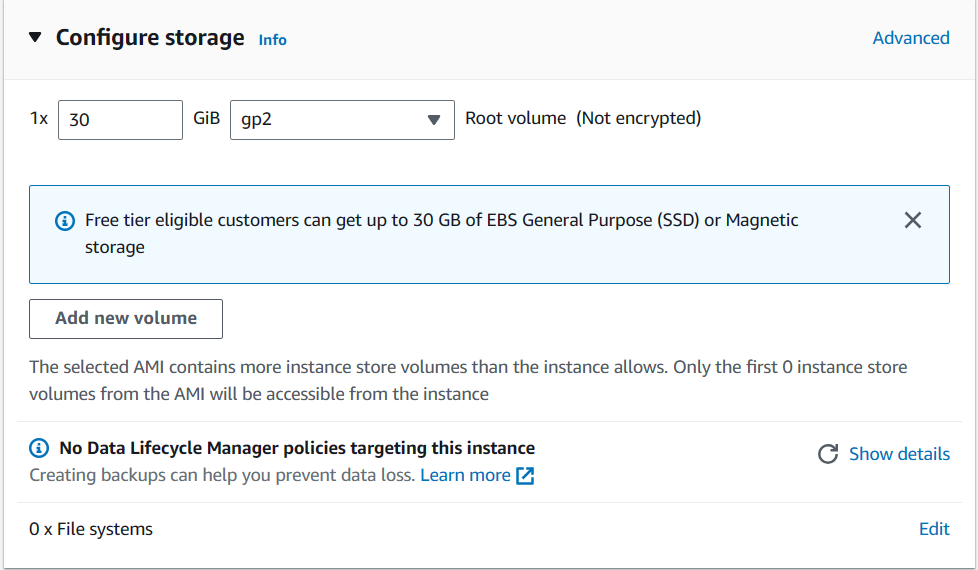 Configure storage Info Advanced
1x 30 GiB gp2 Root volume (Not encrypted)
Free tier eligible customers can get up to 30 GB of EBS General Purpose (SSD) or Magnetic
storage
Add new volume
The selected AMI contains more instance store volumes than the instance allows. Only the first 0 instance store
volumes from the AMI will be accessible from the instance
No Data Lifecycle Manager policies targeting this instance
Creating backups can help you prevent data loss. Learn more
Show details
0 x File systems Edit